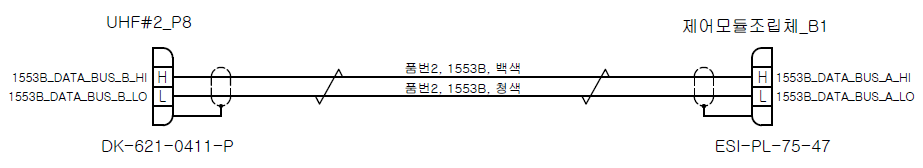 UHF#2_P8
제어모듈조립체_B1
1553B_DATA_BUS_B_HI
H
품번2, 1553B, 백색
H
1553B_DATA_BUS_A_HI
1553B_DATA_BUS_B_LO
L
품번2, 1553B, 청색
L
1553B_DATA_BUS_A_LO
DK-621-0411-P
ESI-PL-75-47